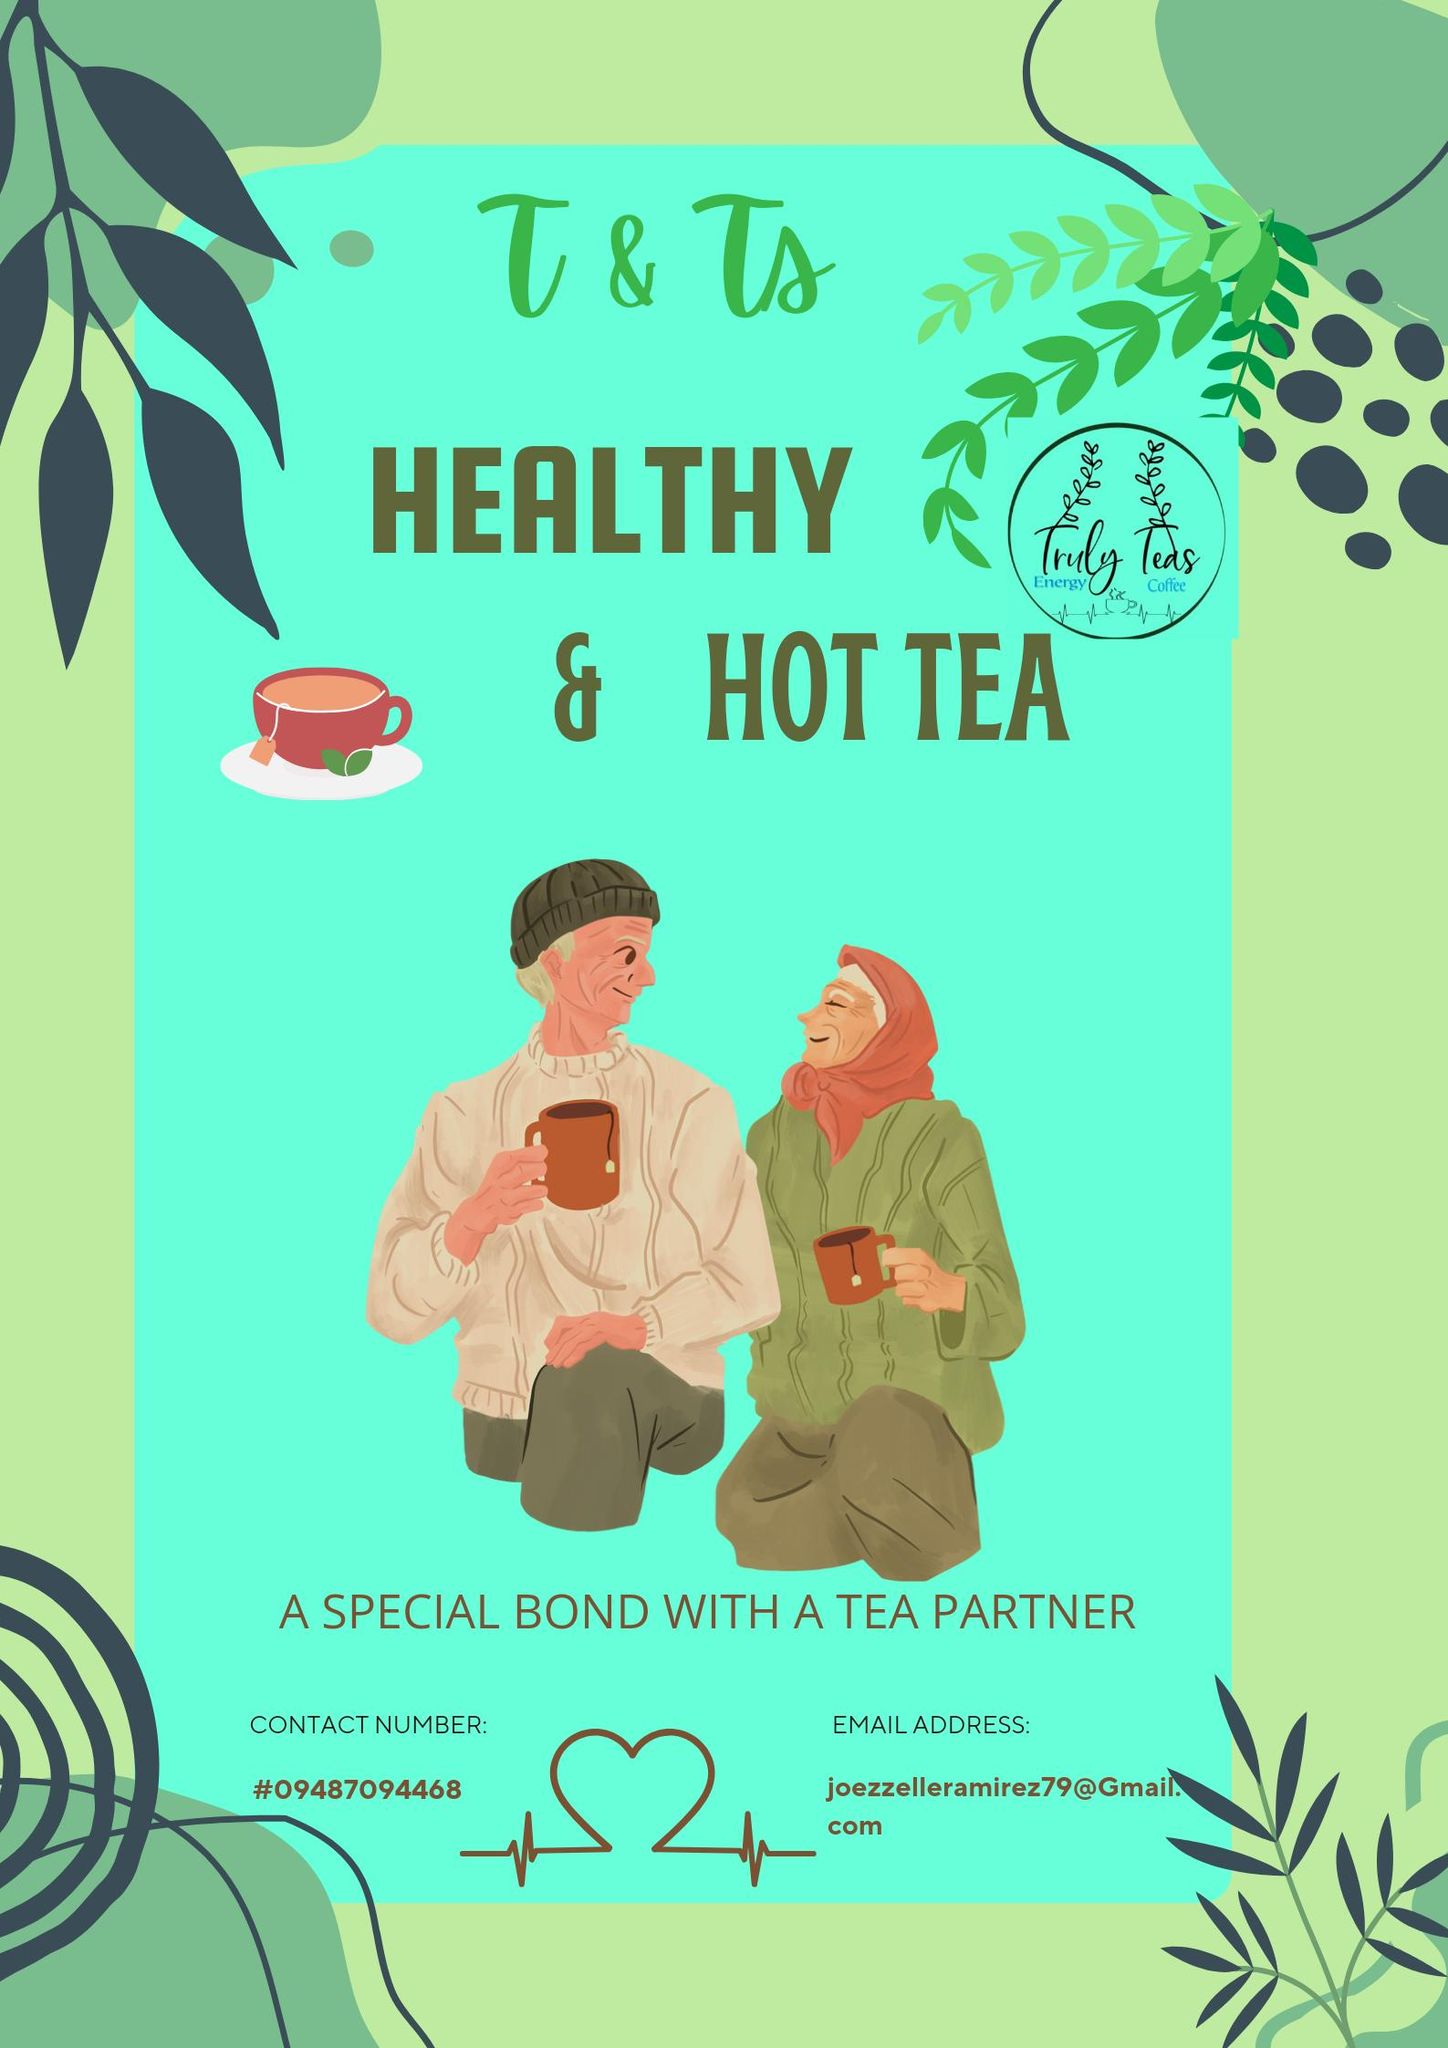 T & Ts
HEALTHY
Truly Teas
Energy Coffee
& HOT TEA
A SPECIAL BOND WITH A TEA PARTNER
CONTACT NUMBER:
#09487094468
EMAIL ADDRESS:
joezzelleramirez79@Gmail.
com